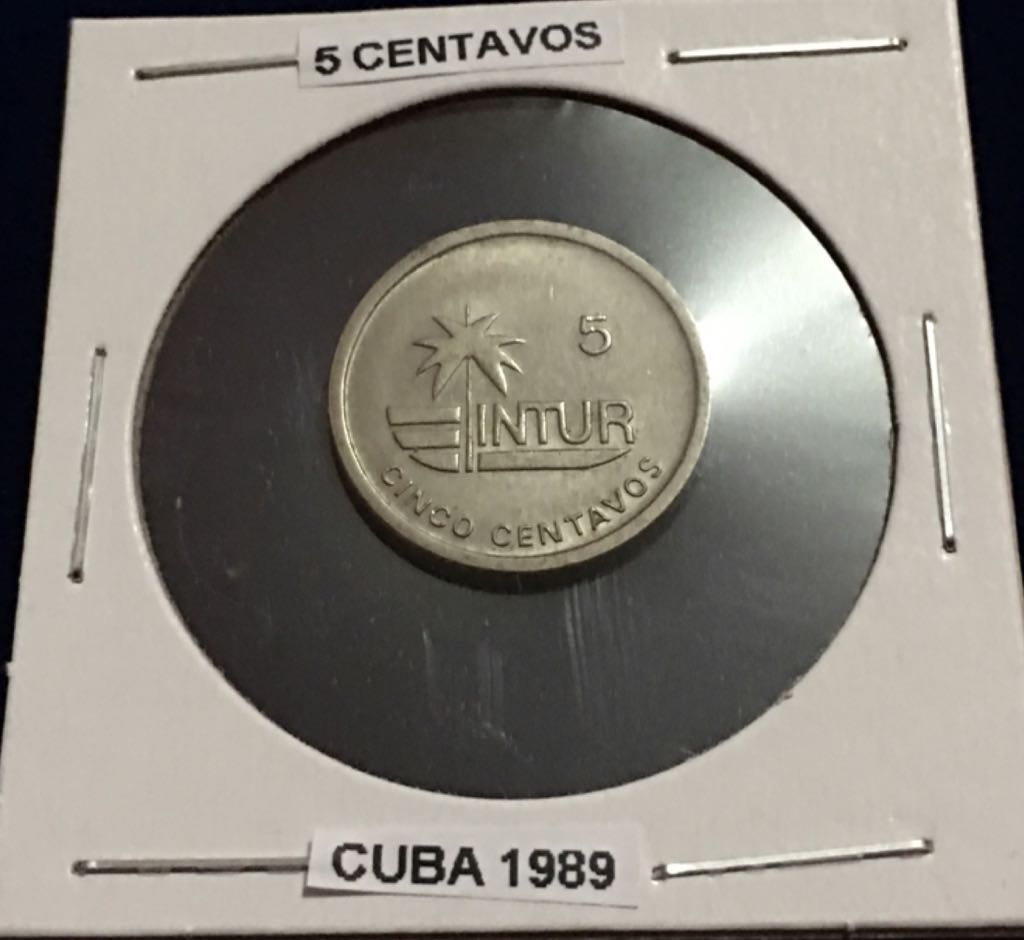 5 CENTAVOS
5
INTUR
CINCO CENTAVOS
CUBA 1989